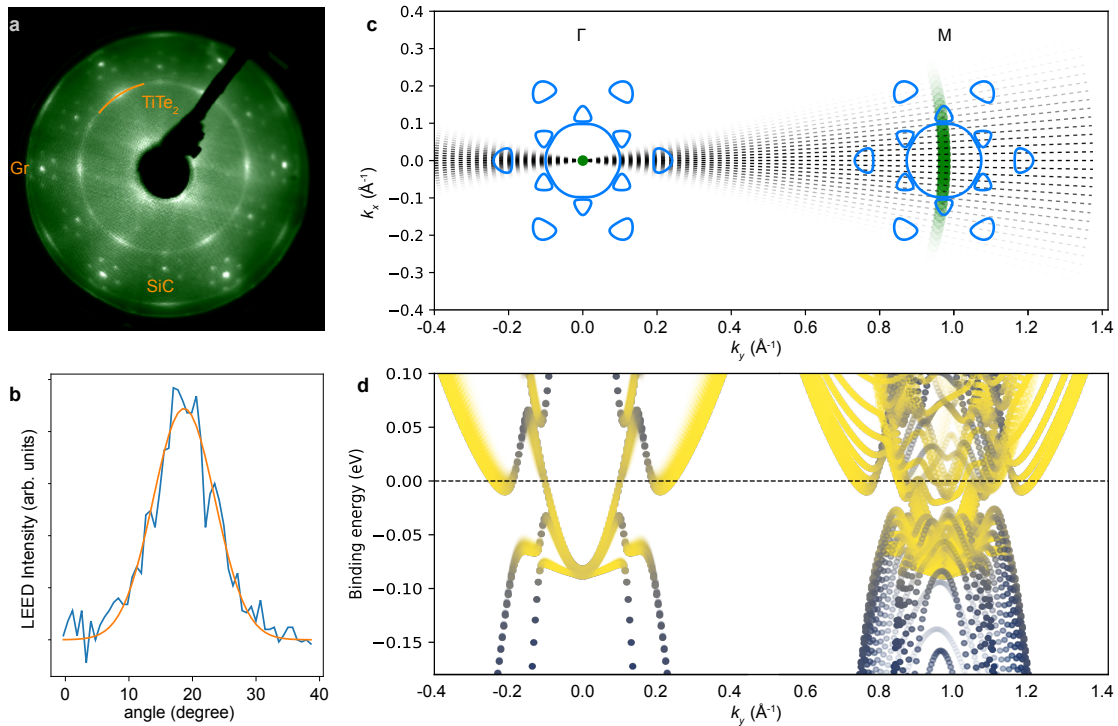 a
TiTe₂
Gr
SiC
b
LEED Intensity (arb. units)
0
10
20
30
40
angle (degree)
c
Γ
M
0.4
0.3
0.2
0.1
0.0
−0.1
−0.2
−0.3
−0.4
kₓ (Å⁻¹)
-0.4
-0.2
0.0
0.2
0.4
0.6
0.8
1.0
1.2
1.4
k_y (Å⁻¹)
d
0.10
0.05
0.00
−0.05
−0.10
−0.15
Binding energy (eV)
-0.4
-0.2
0.0
0.2
0.4
0.6
0.8
1.0
1.2
1.4
k_y (Å⁻¹)